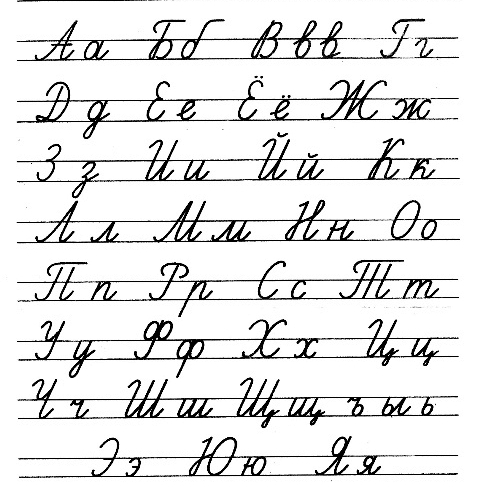 Аа Бб Ввв Гг
Дд Ее Ёё Жж
Зз Ии Йй Кк
Лл Мм Нн Оо
Пп Рр Сс Тт
Уу Фф Хх Цц
Чч Шш Щщ ъ ы ь
Ээ Юю Яя